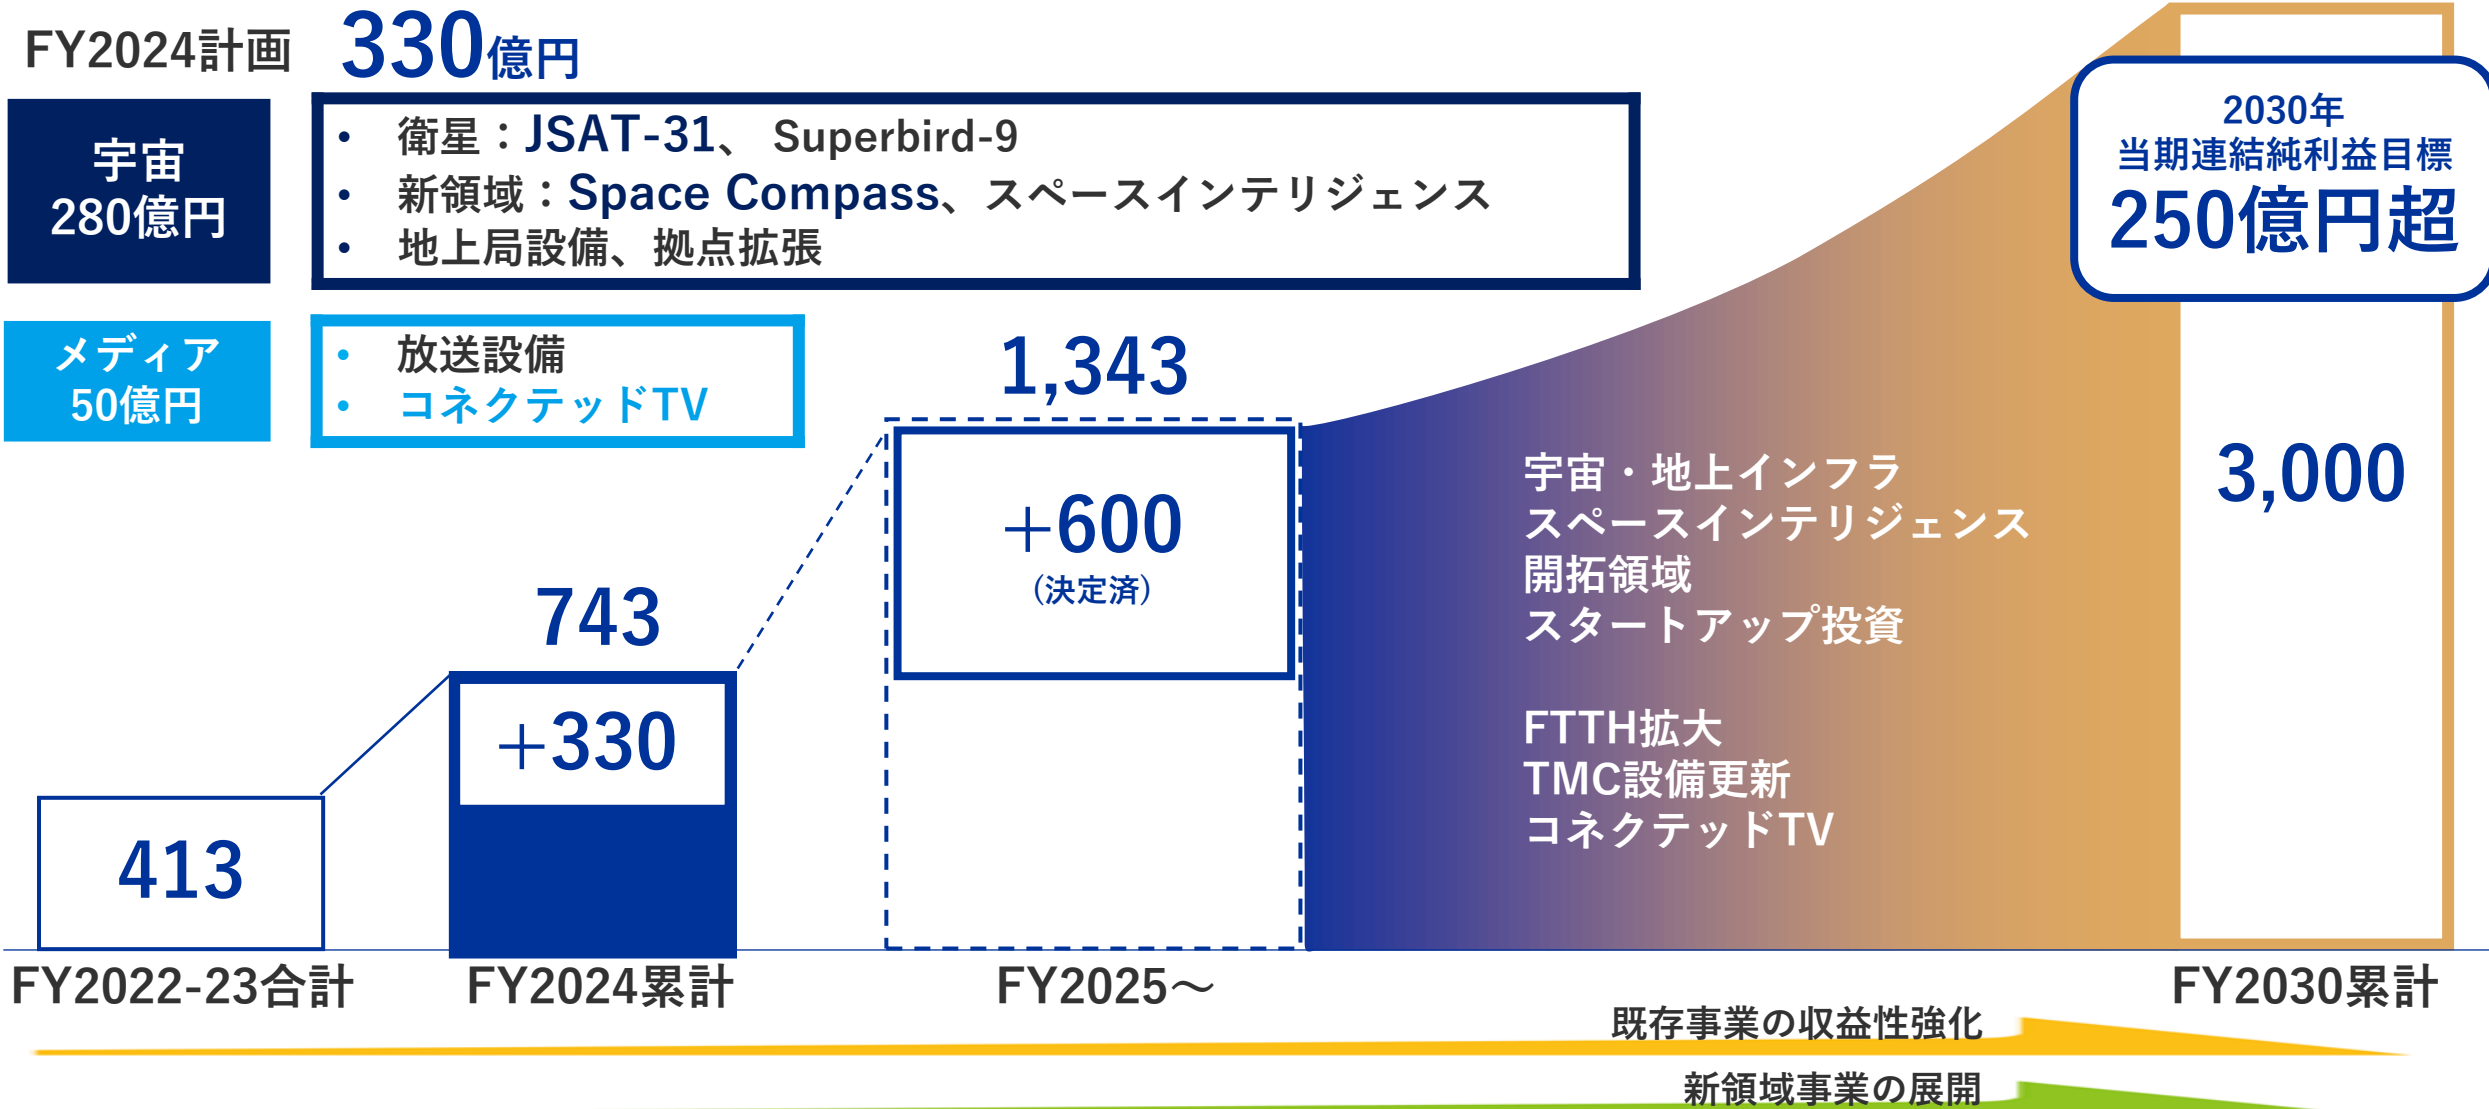 FY2024計画 330億円
宇宙
280億円
• 衛星：JSAT-31、 Superbird-9
• 新領域：Space Compass、スペースインテリジェンス
• 地上局設備、拠点拡張
メディア
50億円
• 放送設備
• コネクテッドTV
2030年
当期連結純利益目標
250億円超
413
743
+330
1,343
+600
(決定済)
宇宙・地上インフラ
スペースインテリジェンス
開拓領域
スタートアップ投資
FTTH拡大
TMC設備更新
コネクテッドTV
3,000
FY2022-23合計
FY2024累計
FY2025～
FY2030累計
既存事業の収益性強化
新領域事業の展開